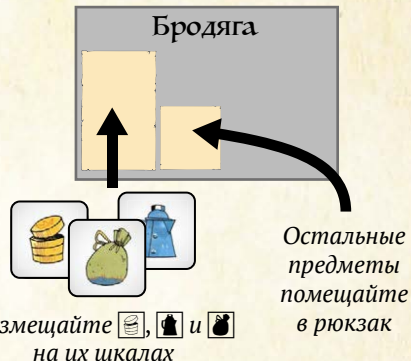 Бродяга
Остальные
предметы
помещайте
в рюкзак
змещайте , и
на их шкалах